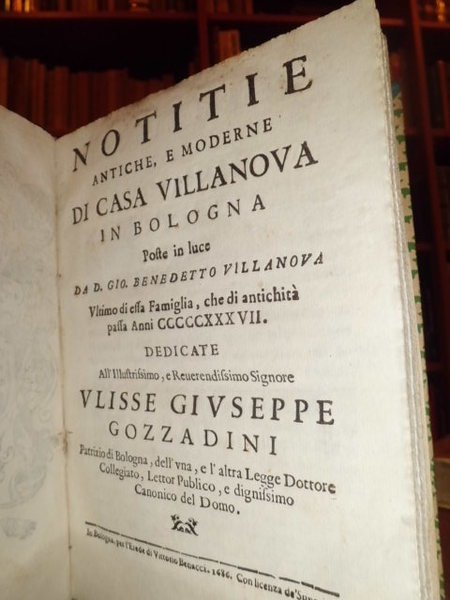 NOTITIE
ANTICHE, E MODERNE
DI CASA VILLANOVA
IN BOLOGNA
Poste in luce
DA D. GIO. BENEDETTO VILLANOVA
Vltimo di eſſa Famiglia, che di antichità
paſſa Anni CCCCCXXXVII.
DEDICATE
All'Illuſtriſsimo, e Reuerendiſsimo Signore
VLISSE GIVSEPPE
GOZZADINI
Patrizio di Bologna, dell'vna, e l'altra Legge Dottore
Collegiato, Lettor Publico, e digniſsimo
Canonico del Domo.
In Bologna, per l'Erede di Vittorio Benacci. 1686. Con licenza de'